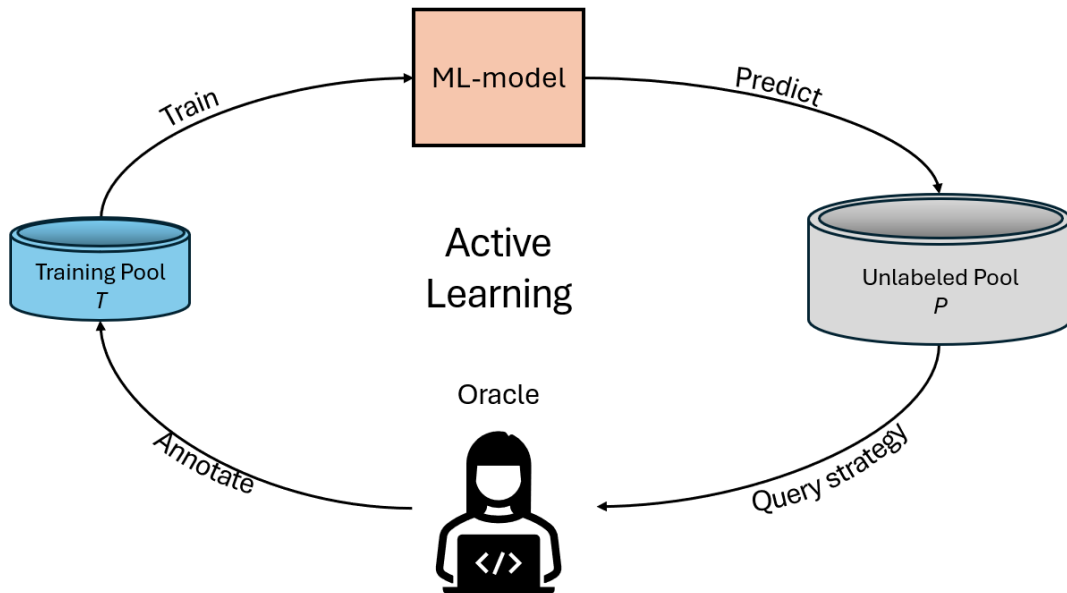 ML-model
Train
Predict
Training Pool
T
Active
Learning
Unlabeled Pool
P
Oracle
Annotate
Query strategy
</>